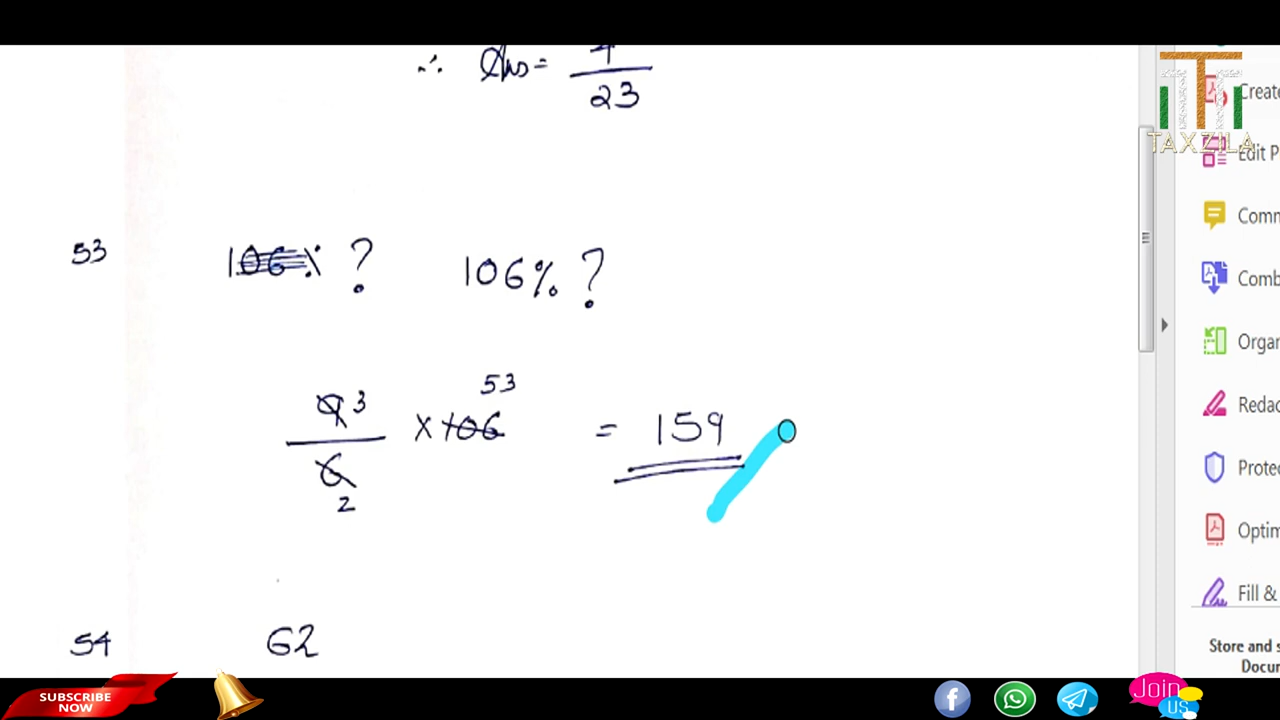 ∴ Ans = 4/23
TAXZILA
Create
Edit P
Comm
Comb
Organ
Redac
Prote
Optim
Fill &
Store and s
Docum
53 106% ? 106% ?
9 3 / 6 2 × 106 53 = 159
54 62
SUBSCRIBE
NOW
Join
us